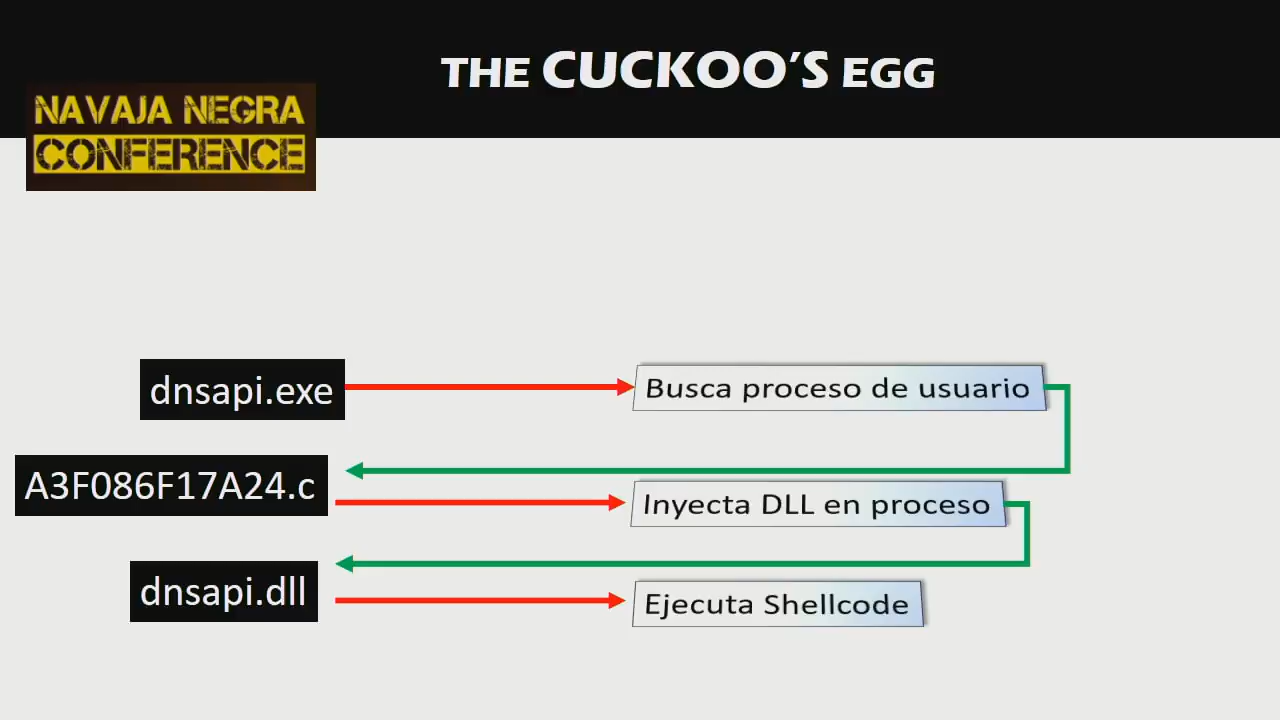 THE CUCKOO'S EGG
NAVAJA NEGRA
CONFERENCE
dnsapi.exe
Busca proceso de usuario
A3F086F17A24.c
Inyecta DLL en proceso
dnsapi.dll
Ejecuta Shellcode